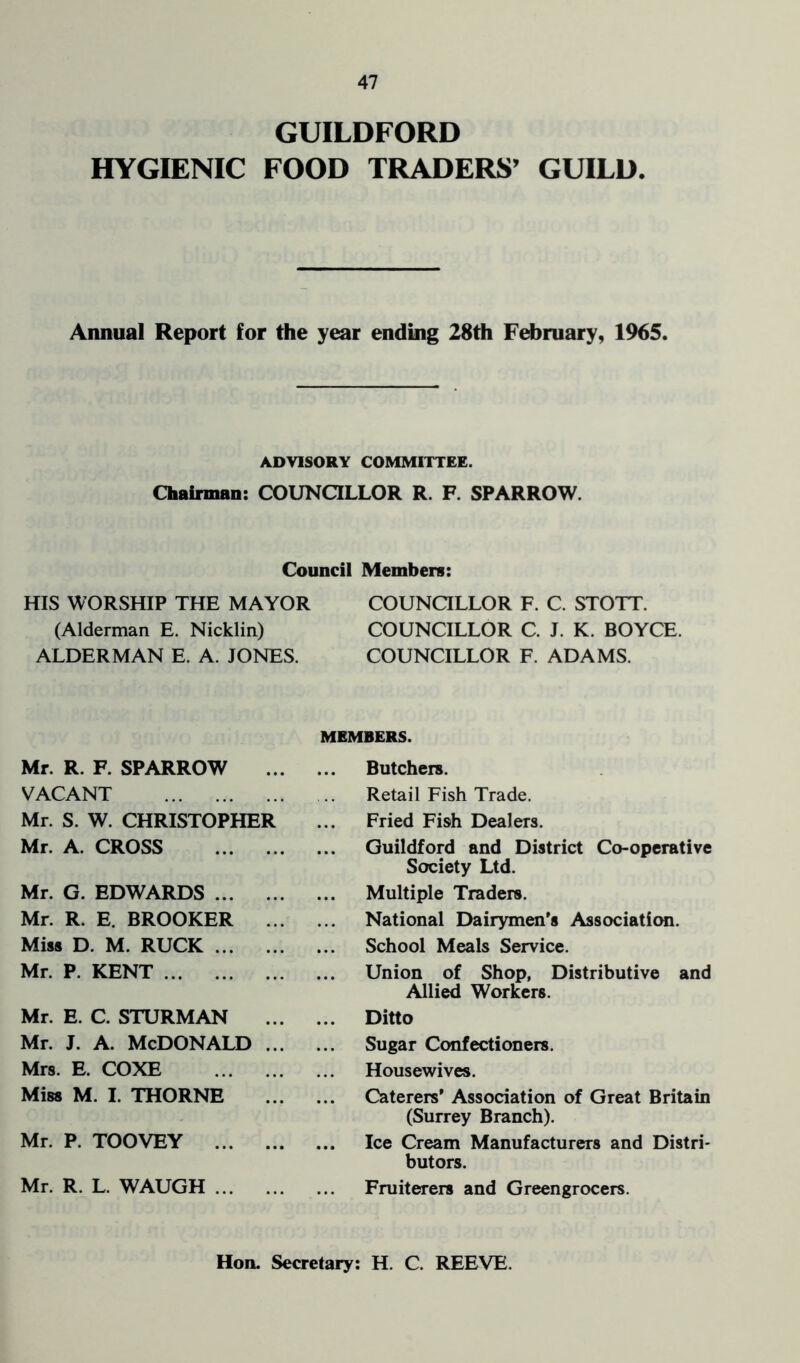 47
GUILDFORD
HYGIENIC FOOD TRADERS' GUILD.
Annual Report for the year ending 28th February, 1965.
ADVISORY COMMITTEE.
Chairman: COUNCILLOR R. F. SPARROW.
Council Members:
HIS WORSHIP THE MAYOR COUNCILLOR F. C. STOTT.
(Alderman E. Nicklin) COUNCILLOR C. J. K. BOYCE.
ALDERMAN E. A. JONES. COUNCILLOR F. ADAMS.
MEMBERS.
Mr. R. F. SPARROW ... ... Butchers.
VACANT ... ... ... .. Retail Fish Trade.
Mr. S. W. CHRISTOPHER ... Fried Fish Dealers.
Mr. A. CROSS ... ... ... Guildford and District Co-operative
Society Ltd.
Mr. G. EDWARDS ... ... ... Multiple Traders.
Mr. R. E. BROOKER ... ... National Dairymen's Association.
Miss D. M. RUCK ... ... ... School Meals Service.
Mr. P. KENT ... ... ... ... Union of Shop, Distributive and
Allied Workers.
Mr. E. C. STURMAN ... ... Ditto
Mr. J. A. McDONALD ... ... Sugar Confectioners.
Mrs. E. COXE ... ... ... Housewives.
Miss M. I. THORNE ... ... Caterers' Association of Great Britain
(Surrey Branch).
Mr. P. TOOVEY ... ... ... Ice Cream Manufacturers and Distri-
butors.
Mr. R. L. WAUGH ... ... ... Fruiterers and Greengrocers.
Hon. Secretary: H. C. REEVE.